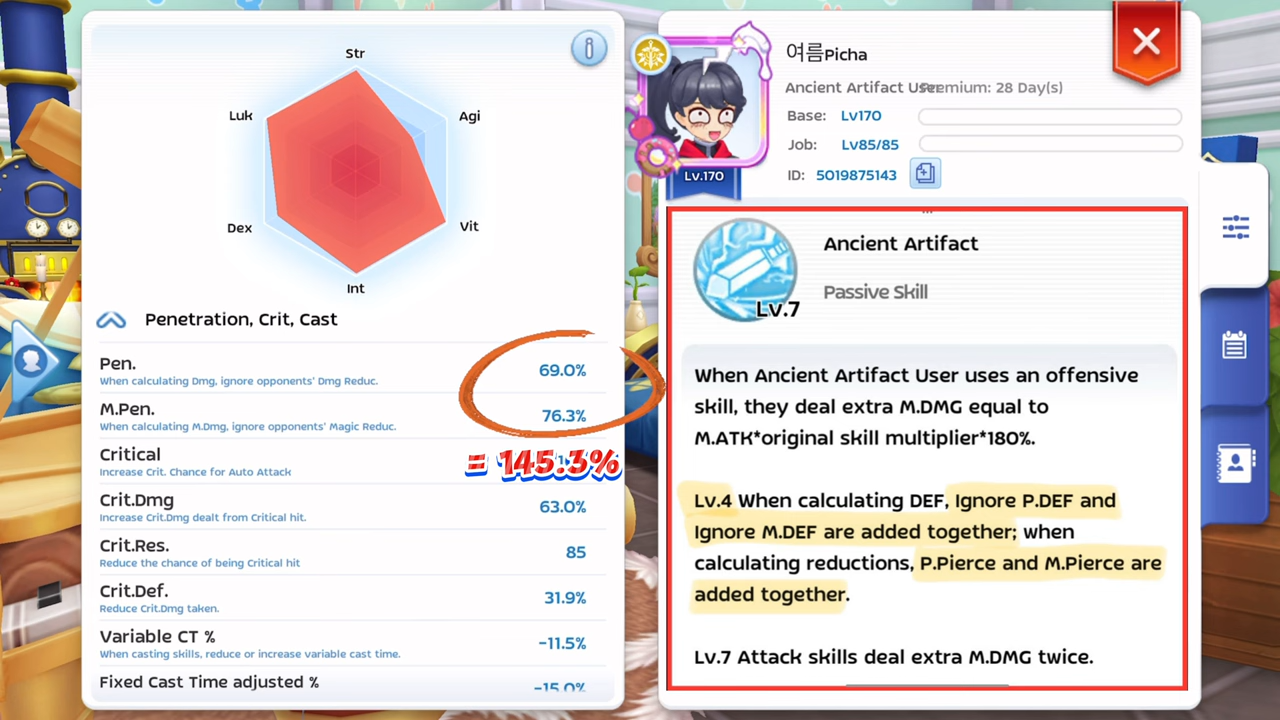 Str
Luk
Agi
Dex
Vit
Int
Penetration, Crit, Cast
Pen.
69.0%
When calculating Dmg, ignore opponents' Dmg Reduc.
M.Pen.
76.3%
When calculating M.Dmg, ignore opponents' Magic Reduc.
= 145.3%
Critical
Increase Crit. Chance for Auto Attack
Crit.Dmg
63.0%
Increase Crit.Dmg dealt from Critical hit.
Crit.Res.
85
Reduce the chance of being Critical hit
Crit.Def.
31.9%
Reduce Crit.Dmg taken.
Variable CT %
-11.5%
When casting skills, reduce or increase variable cast time.
Fixed Cast Time adjusted %
-15.0%
여름Picha
Ancient Artifact User
Premium: 28 Day(s)
Base: Lv170
Job: Lv85/85
ID: 5019875143
Lv.170
Ancient Artifact
Passive Skill
Lv.7
When Ancient Artifact User uses an offensive
skill, they deal extra M.DMG equal to
M.ATK*original skill multiplier*180%.
Lv.4 When calculating DEF, Ignore P.DEF and
Ignore M.DEF are added together; when
calculating reductions, P.Pierce and M.Pierce are
added together.
Lv.7 Attack skills deal extra M.DMG twice.